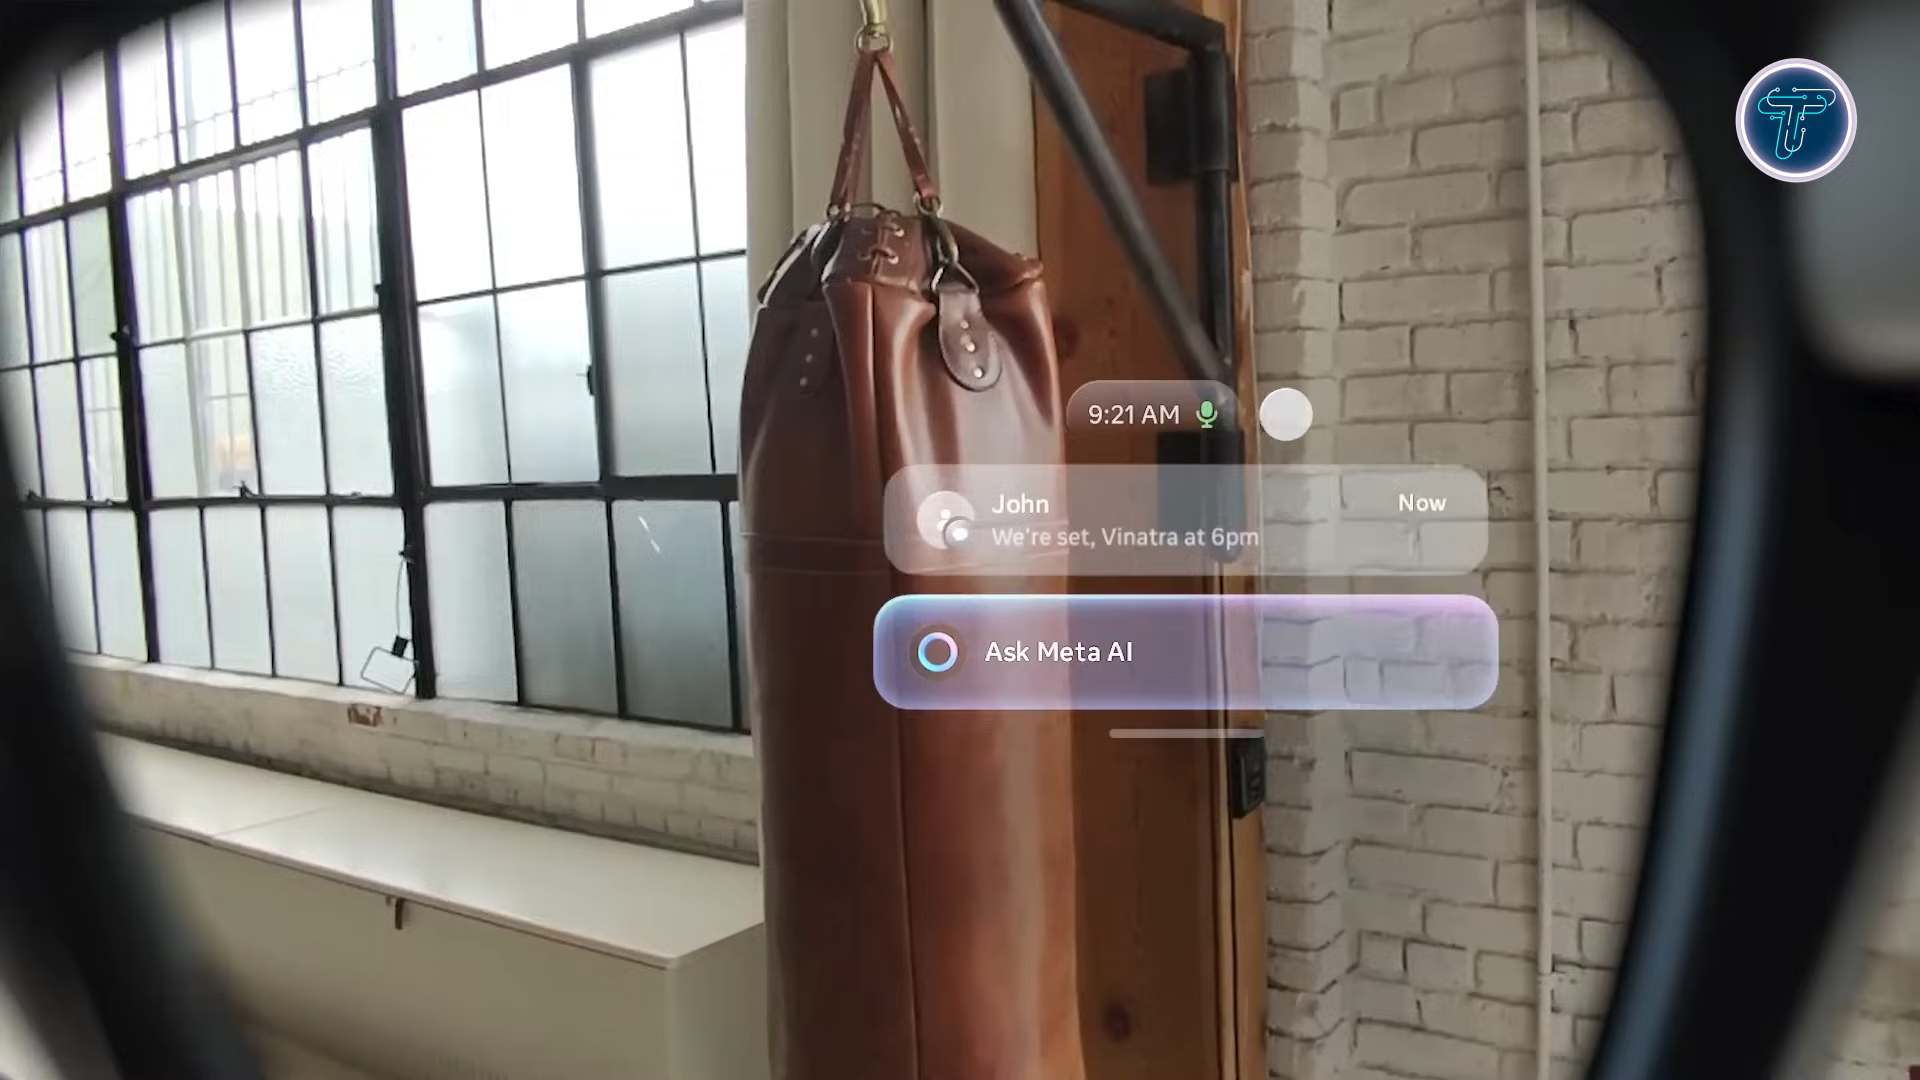 9:21 AM
John
Now
We're set, Vinatra at 6pm
Ask Meta AI